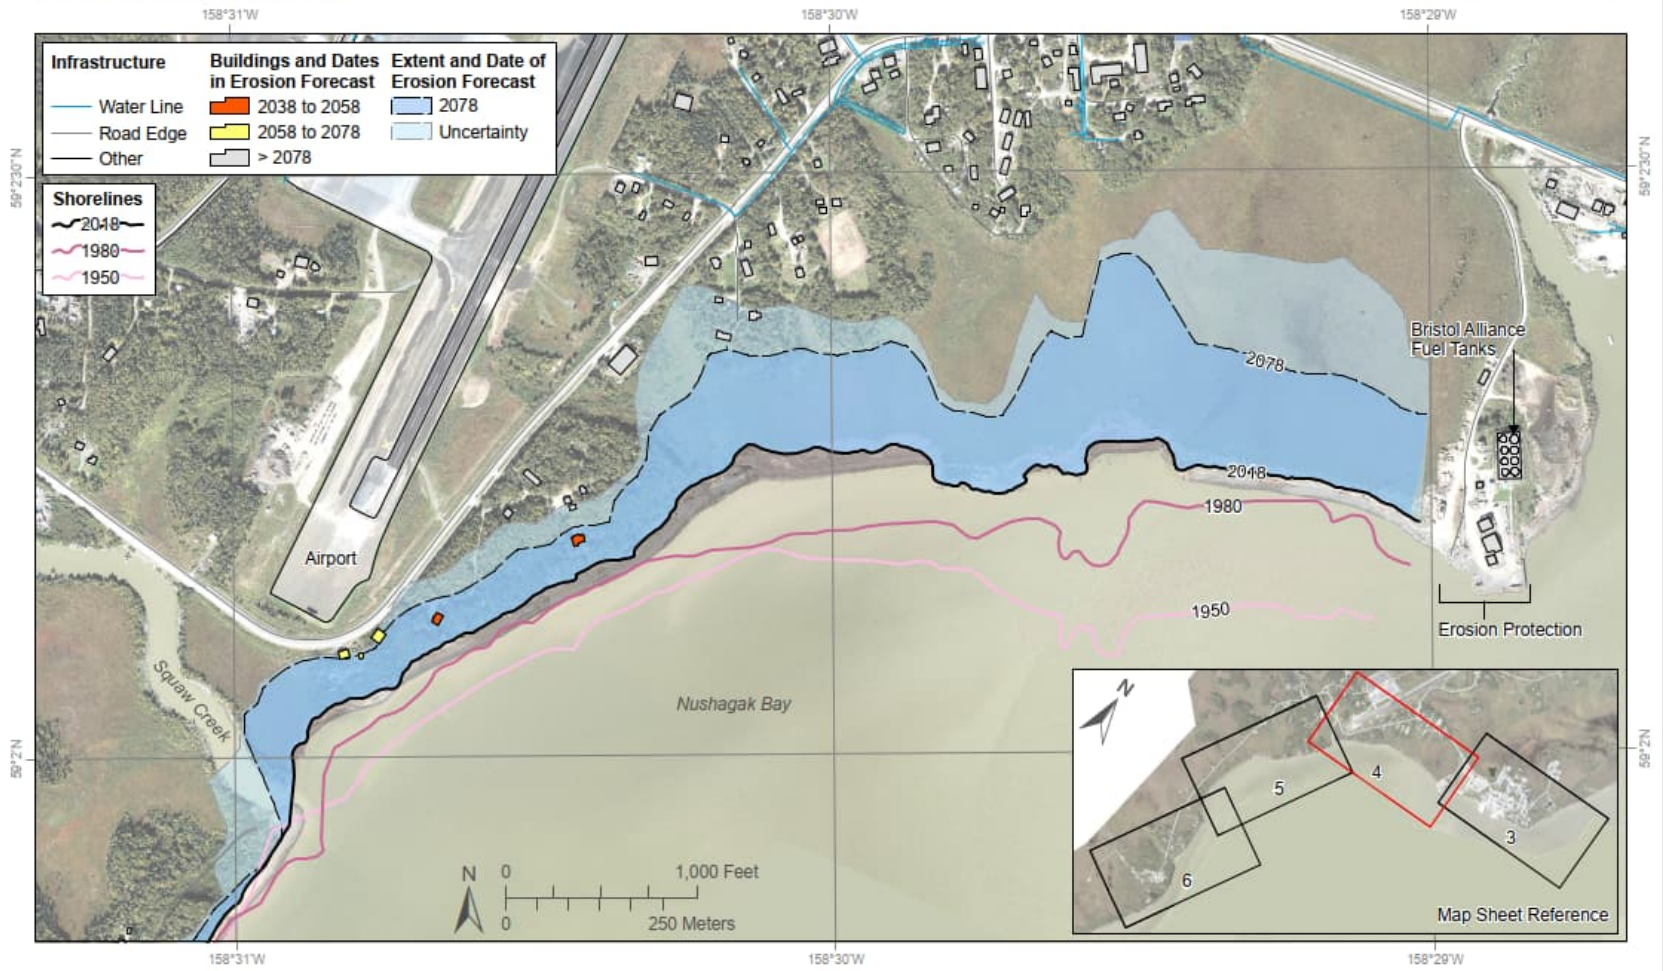 158°31'W
158°30'W
158°29'W
Infrastructure
Water Line
Road Edge
Other
Buildings and Dates
in Erosion Forecast
2038 to 2058
2058 to 2078
> 2078
Extent and Date of
Erosion Forecast
2078
Uncertainty
Shorelines
2018
1980
1950
59°2'30"N
59°2'30"N
Bristol Alliance
Fuel Tanks
2078
2018
1980
1950
Airport
Erosion Protection
Squaw Creek
Nushagak Bay
59°2'N
59°2'N
N
0
1,000 Feet
0
250 Meters
N
5
4
3
6
Map Sheet Reference
158°31'W
158°30'W
158°29'W